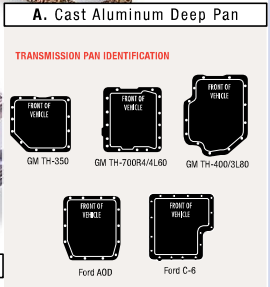 A. Cast Aluminum Deep Pan
TRANSMISSION PAN IDENTIFICATION
FRONT OF
VEHICLE
GM TH-350
FRONT OF
VEHICLE
GM TH-700R4/4L60
FRONT OF
VEHICLE
GM TH-400/3L80
FRONT OF
VEHICLE
Ford AOD
FRONT OF
VEHICLE
Ford C-6